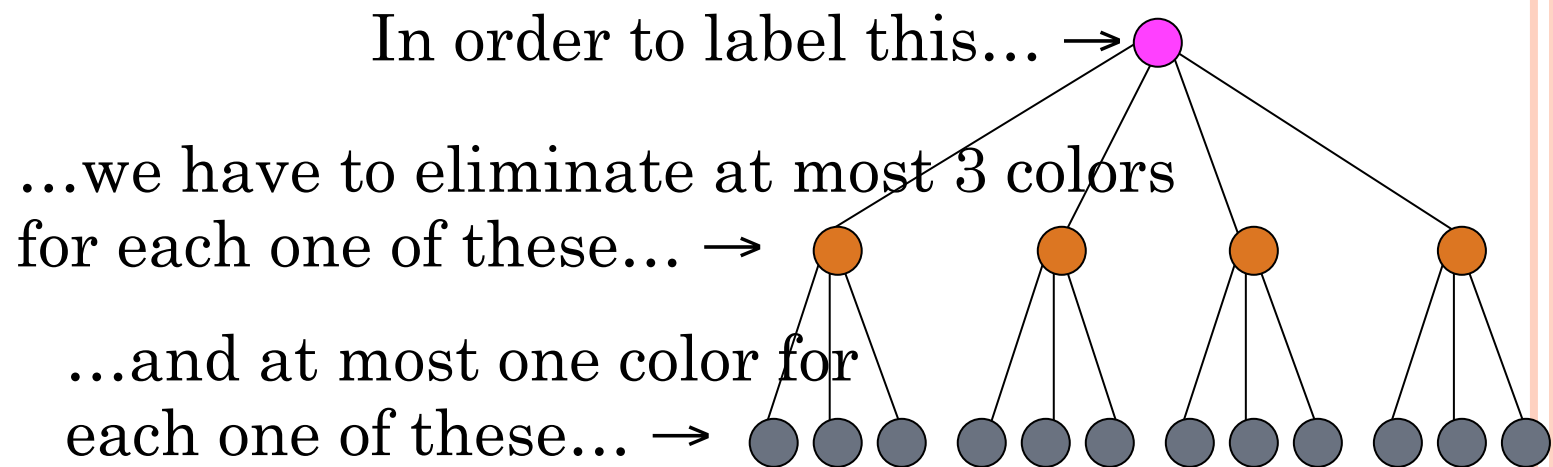 In order to label this… →
…we have to eliminate at most 3 colors
for each one of these… →
…and at most one color for
each one of these… →